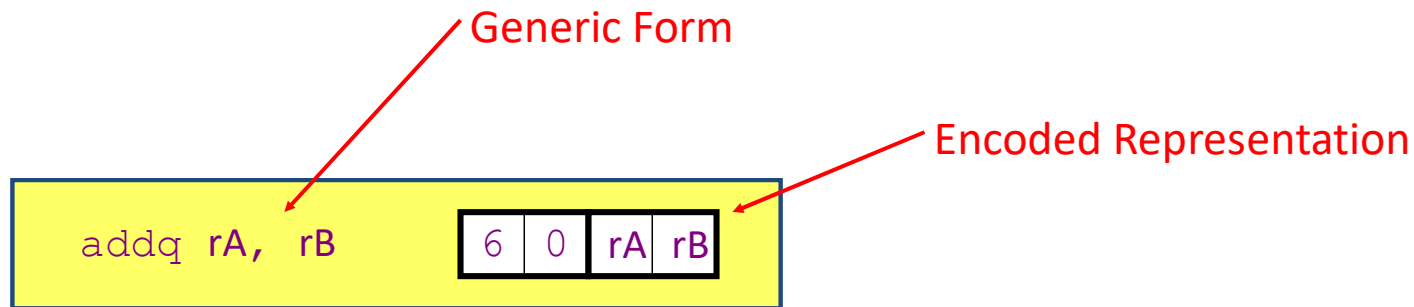 Generic Form
Encoded Representation
addq rA, rB 6 0 rA rB